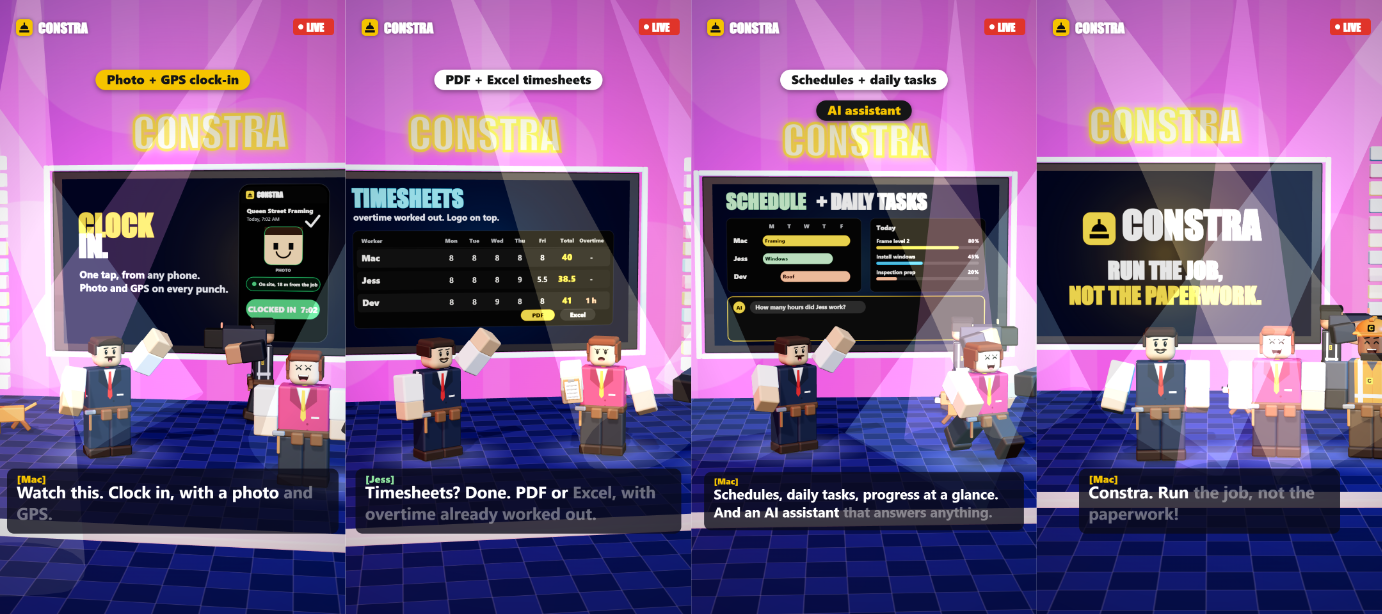 CONSTRA
LIVE
Photo + GPS clock-in
CONSTRA
CLOCK
IN.
One tap, from any phone.
Photo and GPS on every punch.
CONSTRA
Queen Street Framing
Today, 7:02 AM
PHOTO
On site, 18 m from the job
CLOCKED IN 7:02
[Mac]
Watch this. Clock in, with a photo and
GPS.
CONSTRA
LIVE
PDF + Excel timesheets
CONSTRA
TIMESHEETS
overtime worked out. Logo on top.
Worker Mon Tue Wed Thu Fri Total Overtime
Mac 8 8 8 8 8 40 -
Jess 8 8 8 9 5.5 38.5 -
Dev 8 8 9 8 8 41 1 h
PDF Excel
[Jess]
Timesheets? Done. PDF or Excel, with
overtime already worked out.
CONSTRA
LIVE
Schedules + daily tasks
AI assistant
CONSTRA
SCHEDULE + DAILY TASKS
M T W T F
Mac Framing
Jess Windows
Dev Roof
Today
Frame level 2 80%
Install windows 45%
Inspection prep 20%
AI How many hours did Jess work?
[Mac]
Schedules, daily tasks, progress at a glance.
And an AI assistant that answers anything.
CONSTRA
LIVE
CONSTRA
CONSTRA
RUN THE JOB,
NOT THE PAPERWORK.
C
C
[Mac]
Constra. Run the job, not the
paperwork!